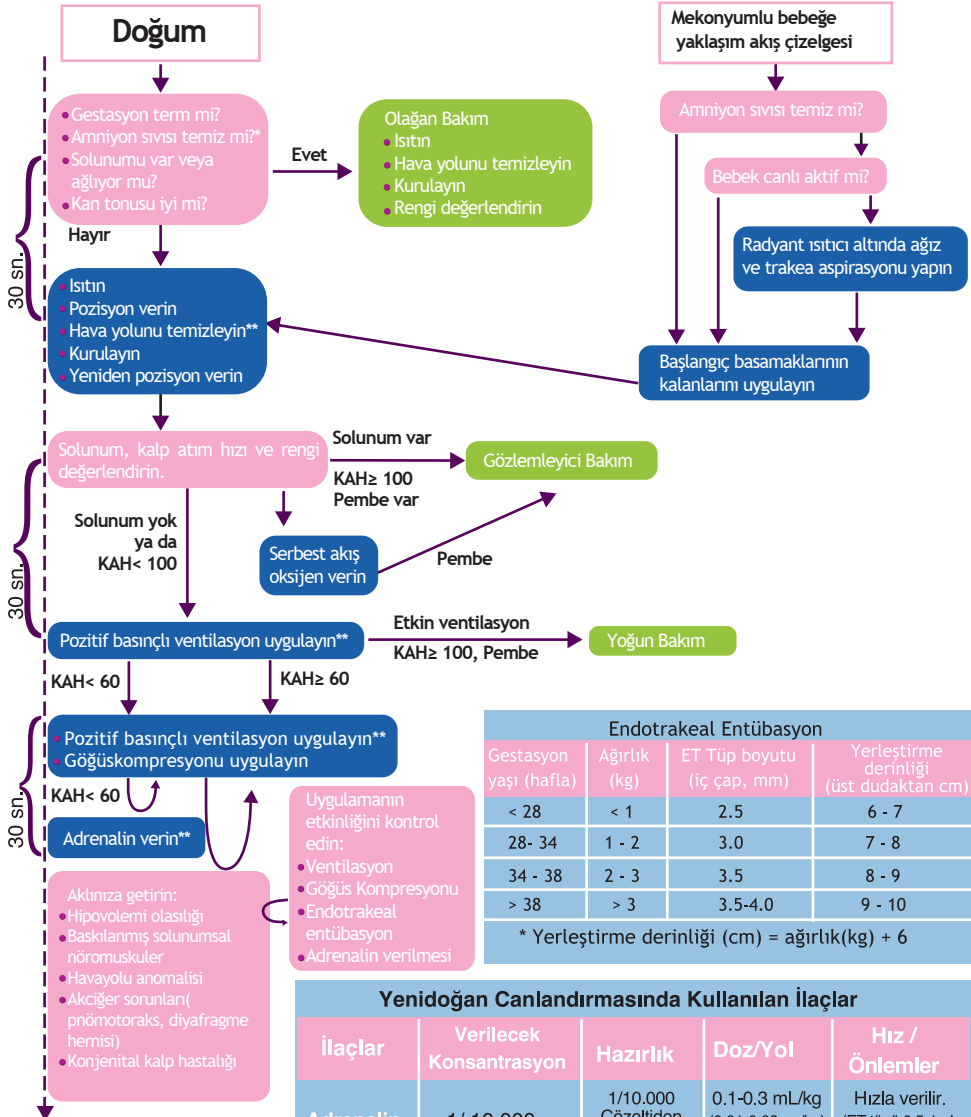 Doğum
Gestasyon term mi?
Amniyon sıvısı temiz mi?*
Solunumu var veya
ağlıyor mu?
Kan tonusu iyi mi?
Evet
Olağan Bakım
Isıtın
Hava yolunu temizleyin
Kurulayın
Rengi değerlendirin
Hayır
30 sn.
Isıtın
Pozisyon verin
Hava yolunu temizleyin**
Kurulayın
Yeniden pozisyon verin
Mekonyumlu bebeğe
yaklaşım akış çizelgesi
Amniyon sıvısı temiz mi?
Bebek canlı aktif mi?
Radyant ısıtıcı altında ağız
ve trakea aspirasyonu yapın
Başlangıç basamaklarının
kalanlarını uygulayın
Solunum, kalp atım hızı ve rengi
değerlendirin.
Solunum var
KAH≥ 100
Pembe var
Gözlemleyici Bakım
30 sn.
Solunum yok
ya da
KAH< 100
Serbest akış
oksijen verin
Pembe
Pozitif basınçlı ventilasyon uygulayın**
Etkin ventilasyon
KAH≥ 100, Pembe
Yoğun Bakım
KAH< 60
KAH≥ 60
30 sn.
Pozitif basınçlı ventilasyon uygulayın**
Göğüskompresyonu uygulayın
KAH< 60
Adrenalin verin**
Uygulamanın
etkinliğini kontrol
edin:
Ventilasyon
Göğüs Kompresyonu
Endotrakeal
entübasyon
Adrenalin verilmesi
Aklınıza getirin:
Hipovolemi olasılığı
Baskılanmış solunumsal
nöromuskuler
Havayolu anomalisi
Akciğer sorunları(
pnömotoraks, diyafragme
hernisi)
Konjenital kalp hastalığı
Endotrakeal Entübasyon
Gestasyon yaşı (hafla) Ağırlık (kg) ET Tüp boyutu (iç çap, mm) Yerleştirme derinliği (üst dudaktan cm)
< 28 < 1 2.5 6 - 7
28- 34 1 - 2 3.0 7 - 8
34 - 38 2 - 3 3.5 8 - 9
> 38 > 3 3.5-4.0 9 - 10
* Yerleştirme derinliği (cm) = ağırlık(kg) + 6
Yenidoğan Canlandırmasında Kullanılan İlaçlar
İlaçlar Verilecek Konsantrasyon Hazırlık Doz/Yol Hız / Önlemler
Adrenalin 1/ 10.000 1/10.000 Çözeltiden 0.1-0.3 mL/kg Hızla verilir.